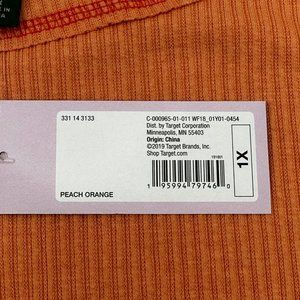 331 14 3133
C-000965-01-011 WF18_01Y01-0454
Dist. by Target Corporation
Minneapolis, MN 55403
Origin: China
©2019 Target Brands, Inc.
Shop Target.com
1X
1 95994 79746 0
PEACH ORANGE